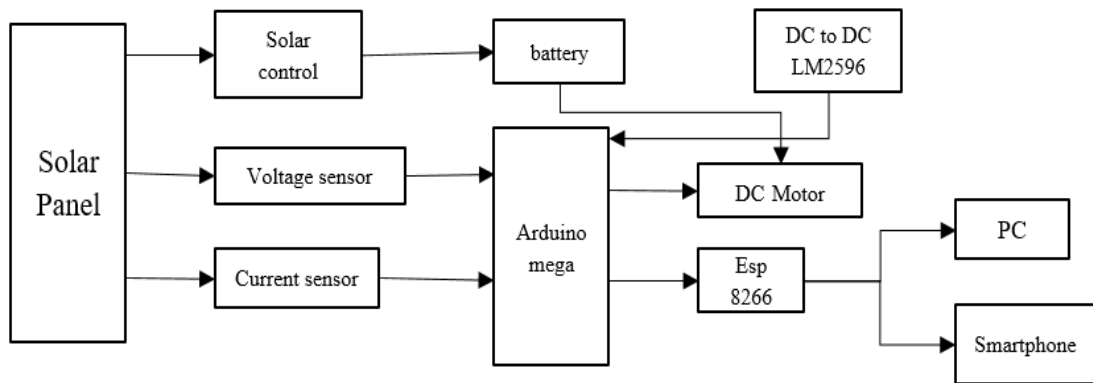 Solar
Panel
Solar
control
battery
DC to DC
LM2596
Voltage sensor
Current sensor
Arduino
mega
DC Motor
Esp
8266
PC
Smartphone